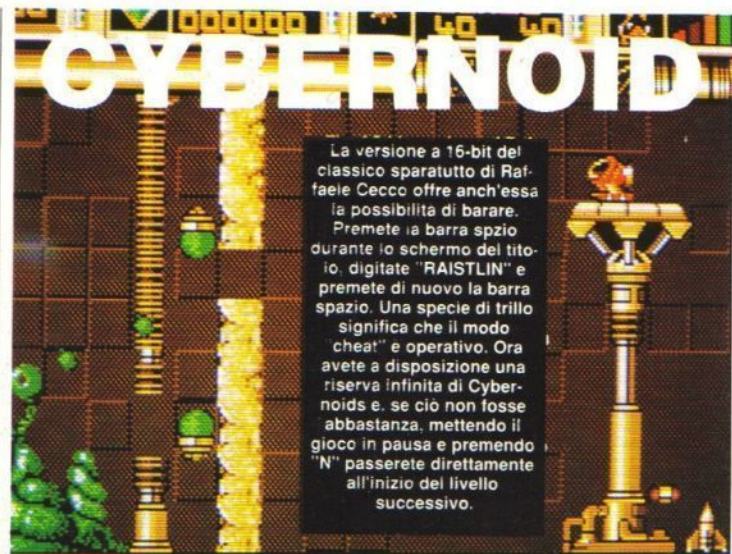 000000
40 40
CYBERNOID
La versione a 16-bit del
classico sparatutto di Raf-
faele Cecco offre anch'essa
la possibilita di barare.
Premete la barra spzio
durante lo schermo del tito-
io, digitate "RAISTLIN" e
premete di nuovo la barra
spazio. Una specie di trillo
significa che il modo
"cheat" e operativo. Ora
avete a disposizione una
riserva infinita di Cyber-
noids e, se ciò non fosse
abbastanza, mettendo il
gioco in pausa e premendo
"N" passerete direttamente
all'inizio del livello
successivo.